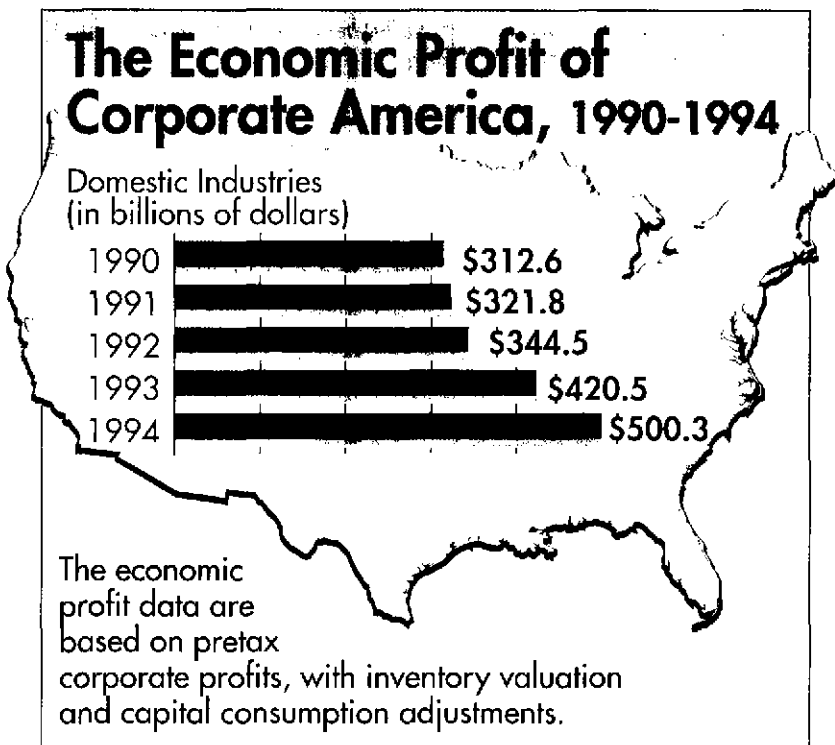 The Economic Profit of
Corporate America, 1990-1994
Domestic Industries
(in billions of dollars)
1990 $312.6
1991 $321.8
1992 $344.5
1993 $420.5
1994 $500.3
The economic
profit data are
based on pretax
corporate profits, with inventory valuation
and capital consumption adjustments.